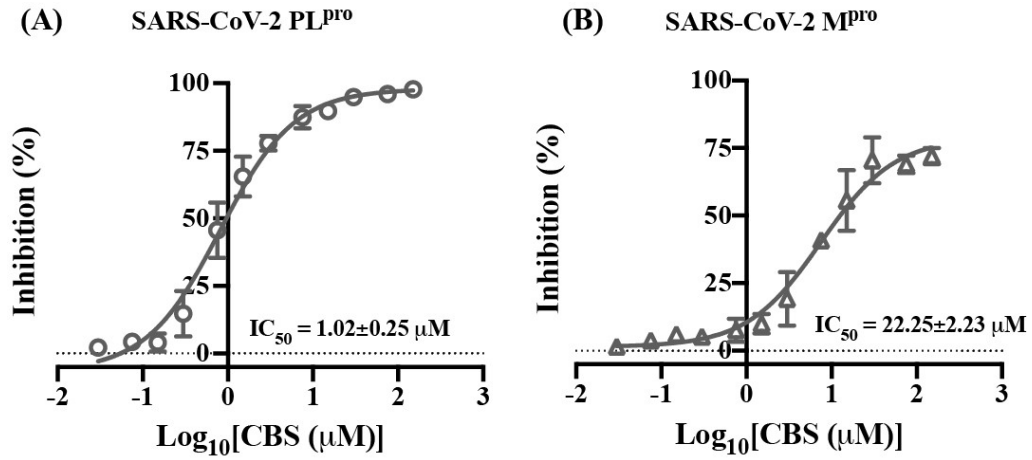 (A) SARS-CoV-2 PLpro
Inhibition (%)
100
75
50
25
0
IC50 = 1.02±0.25 μM
-2 -1 0 1 2 3
Log10[CBS (μM)]
(B) SARS-CoV-2 Mpro
Inhibition (%)
100
75
50
25
0
IC50 = 22.25±2.23 μM
-2 -1 0 1 2 3
Log10[CBS (μM)]